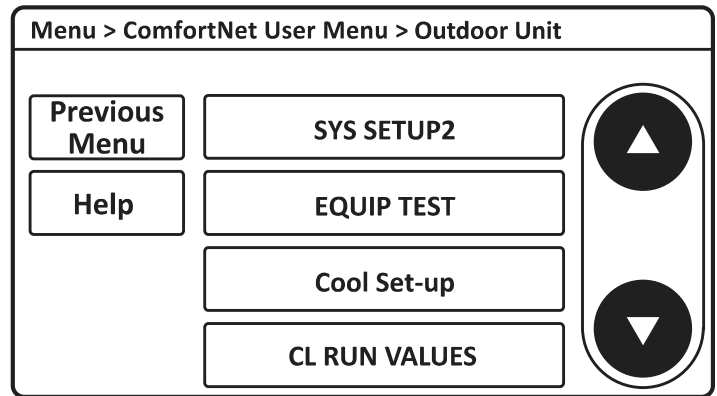 Menu > ComfortNet User Menu > Outdoor Unit
Previous
Menu
Help
SYS SETUP2
EQUIP TEST
Cool Set-up
CL RUN VALUES